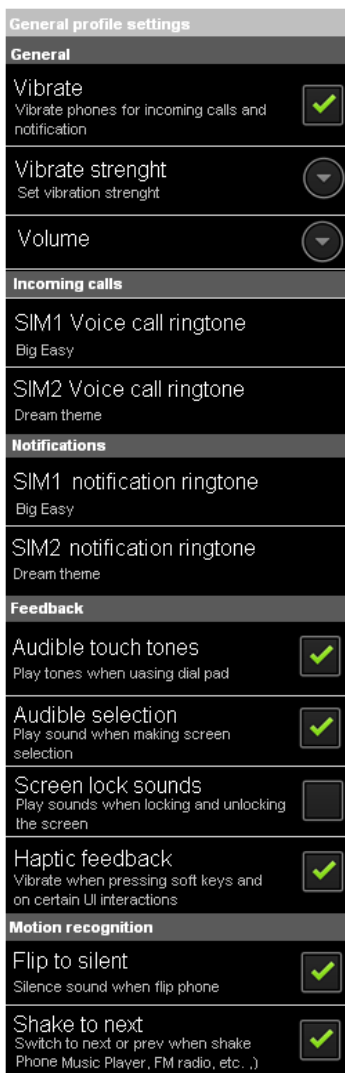 General profile settings
General
Vibrate
Vibrate phones for incoming calls and
notification
Vibrate strenght
Set vibration strenght
Volume
Incoming calls
SIM1 Voice call ringtone
Big Easy
SIM2 Voice call ringtone
Dream theme
Notifications
SIM1 notification ringtone
Big Easy
SIM2 notification ringtone
Dream theme
Feedback
Audible touch tones
Play tones when uasing dial pad
Audible selection
Play sound when making screen
selection
Screen lock sounds
Play sounds when locking and unlocking
the screen
Haptic feedback
Vibrate when pressing soft keys and
on certain UI interactions
Motion recognition
Flip to silent
Silence sound when flip phone
Shake to next
Switch to next or prev when shake
Phone Music Player, FM radio, etc. ,)